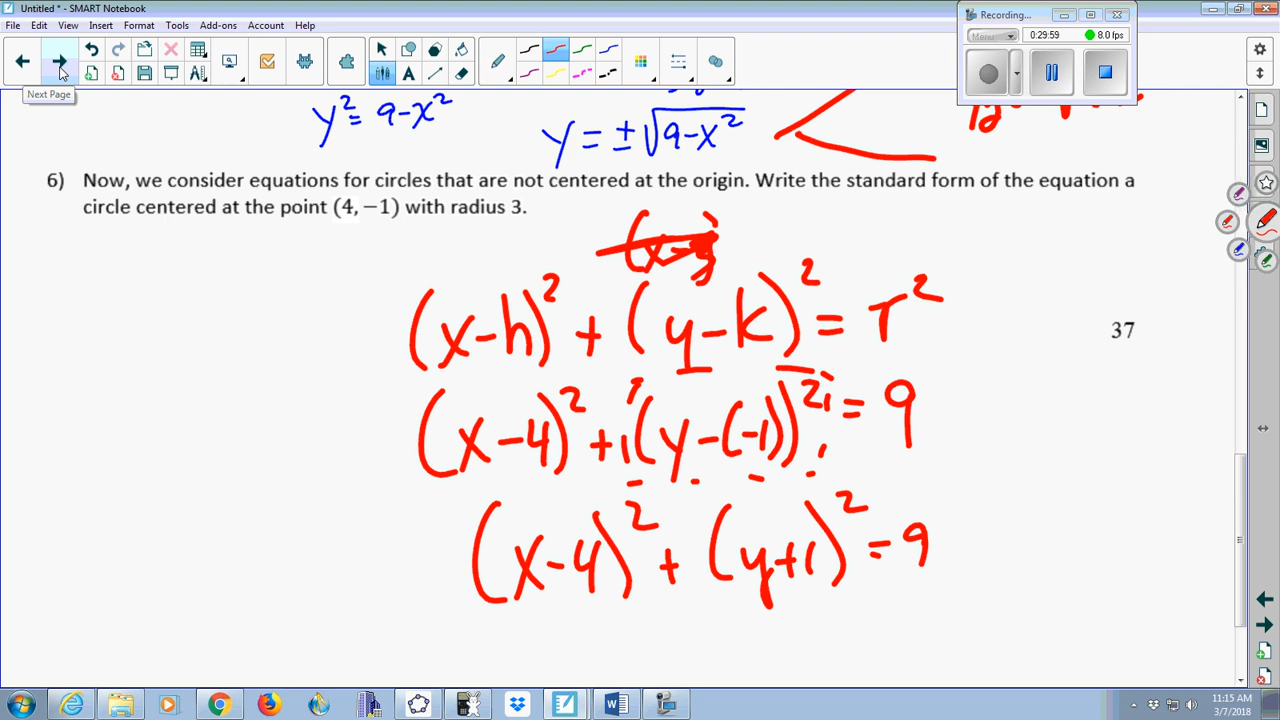 Untitled * - SMART Notebook
File Edit View Insert Format Tools Add-ons Account Help
Recording...
Menu 0:29:59 8.0 fps
Next Page
y² = 9-x²
y = ±√9-x²
6) Now, we consider equations for circles that are not centered at the origin. Write the standard form of the equation a
circle centered at the point (4, −1) with radius 3.
(x-h)² + (y-k)² = r²
37
(x-4)² + (y-(-1))² = 9
(x-4)² + (y+1)² = 9
11:15 AM
3/7/2018